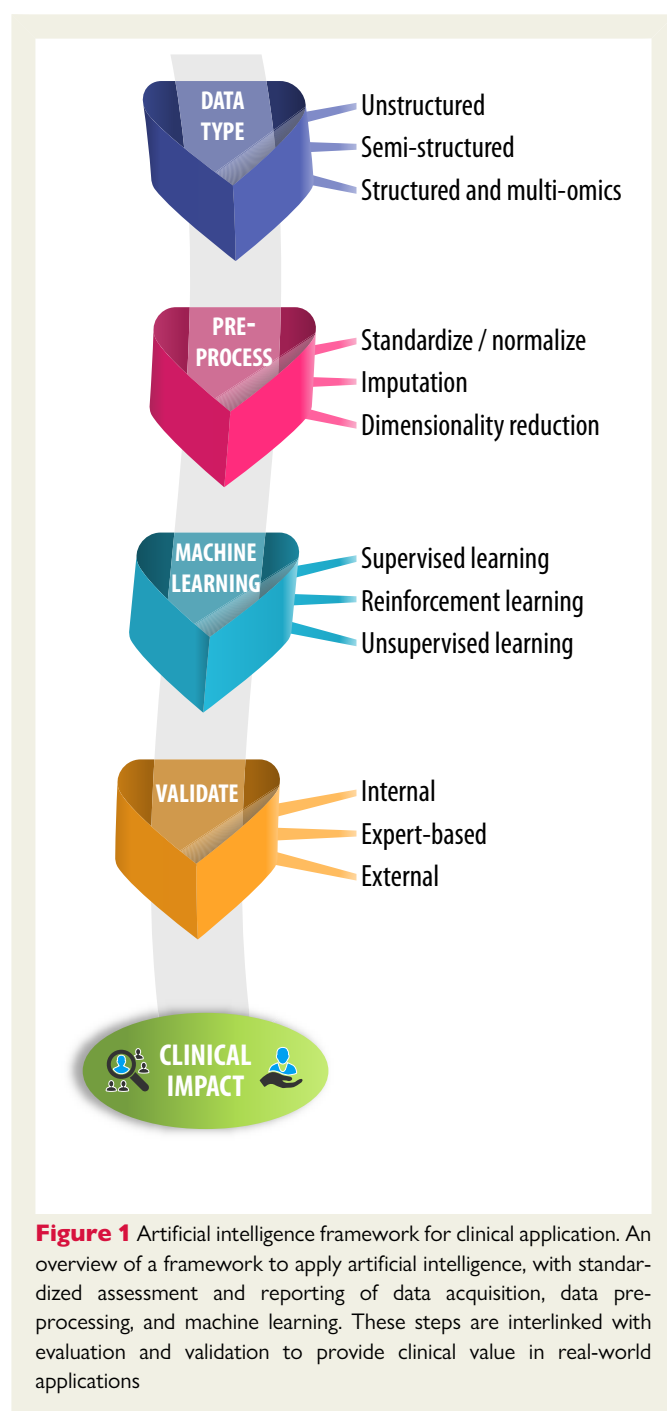 DATA
TYPE
Unstructured
Semi-structured
Structured and multi-omics
PRE-
PROCESS
Standardize / normalize
Imputation
Dimensionality reduction
MACHINE
LEARNING
Supervised learning
Reinforcement learning
Unsupervised learning
VALIDATE
Internal
Expert-based
External
CLINICAL
IMPACT
Figure 1 Artificial intelligence framework for clinical application. An
overview of a framework to apply artificial intelligence, with standar-
dized assessment and reporting of data acquisition, data pre-
processing, and machine learning. These steps are interlinked with
evaluation and validation to provide clinical value in real-world
applications